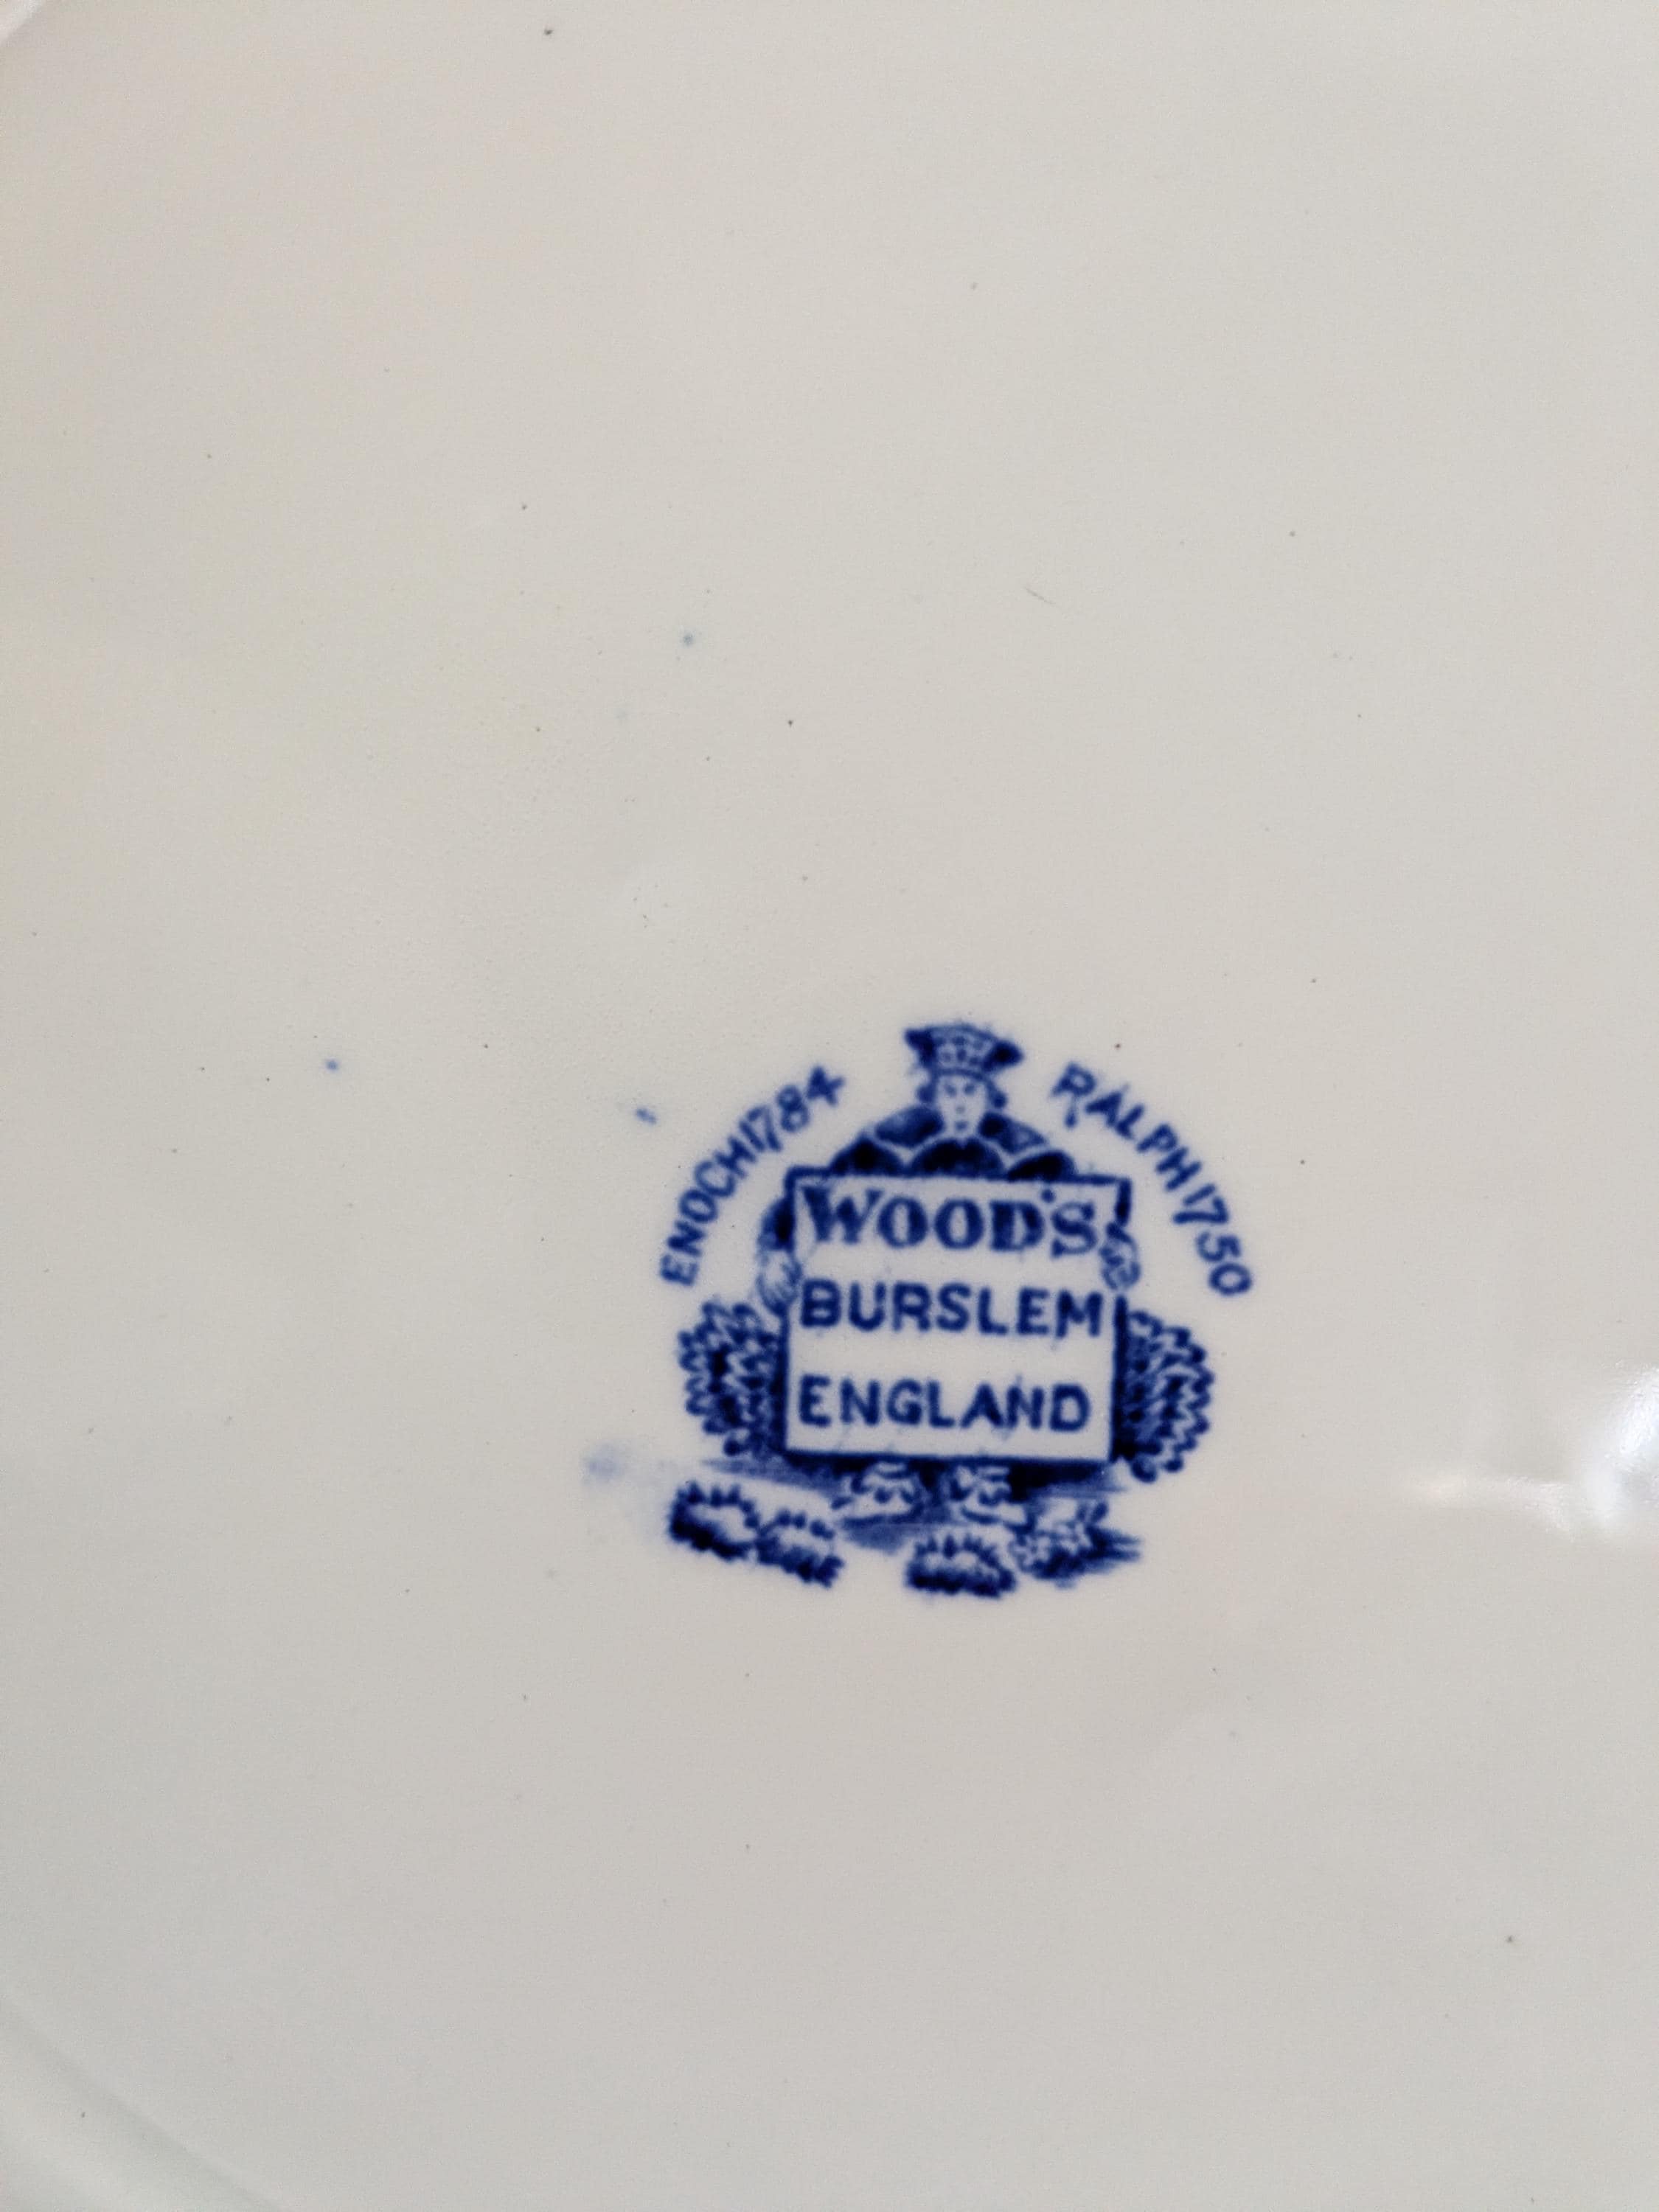 ENOCH 1784
RALPH 1750
WOOD'S
BURSLEM
ENGLAND